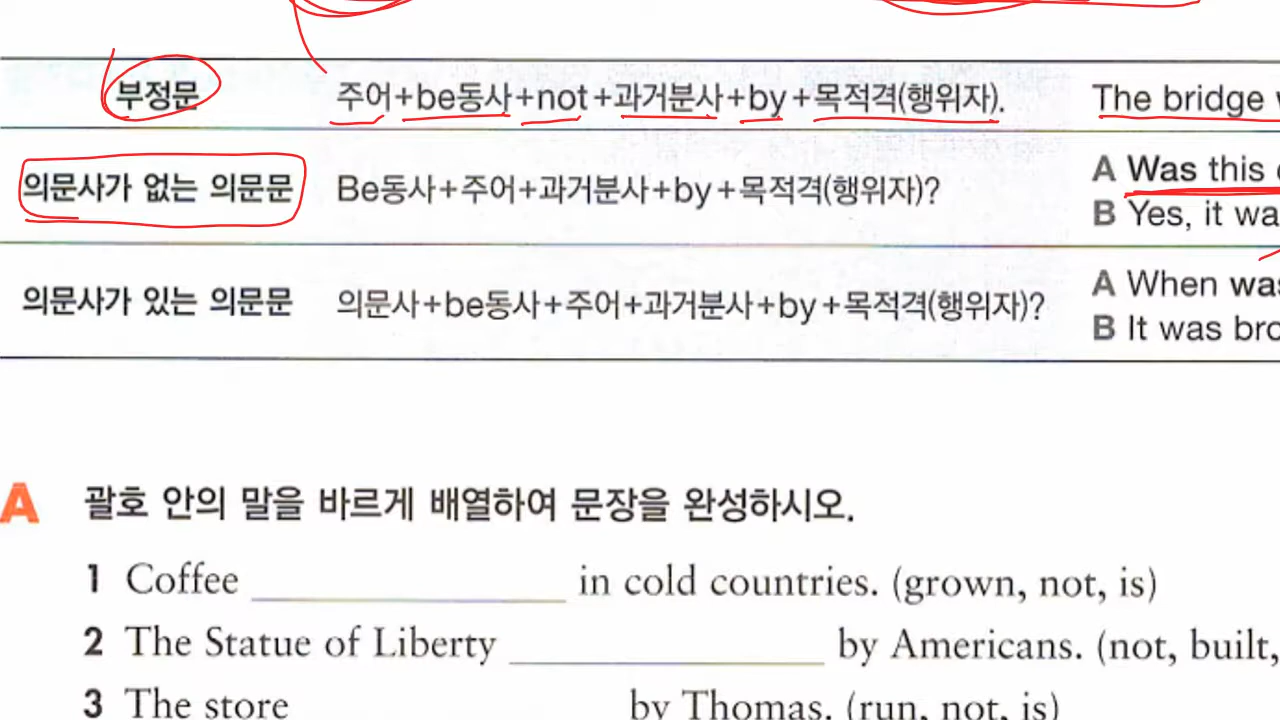 부정문 주어+be동사+not+과거분사+by+목적격(행위자). The bridge
의문사가 없는 의문문 Be동사+주어+과거분사+by+목적격(행위자)? A Was this
B Yes, it wa
의문사가 있는 의문문 의문사+be동사+주어+과거분사+by+목적격(행위자)? A When was
B It was bro
A 괄호 안의 말을 바르게 배열하여 문장을 완성하시오.
1 Coffee in cold countries. (grown, not, is)
2 The Statue of Liberty by Americans. (not, built,
3 The store by Thomas. (run, not, is)